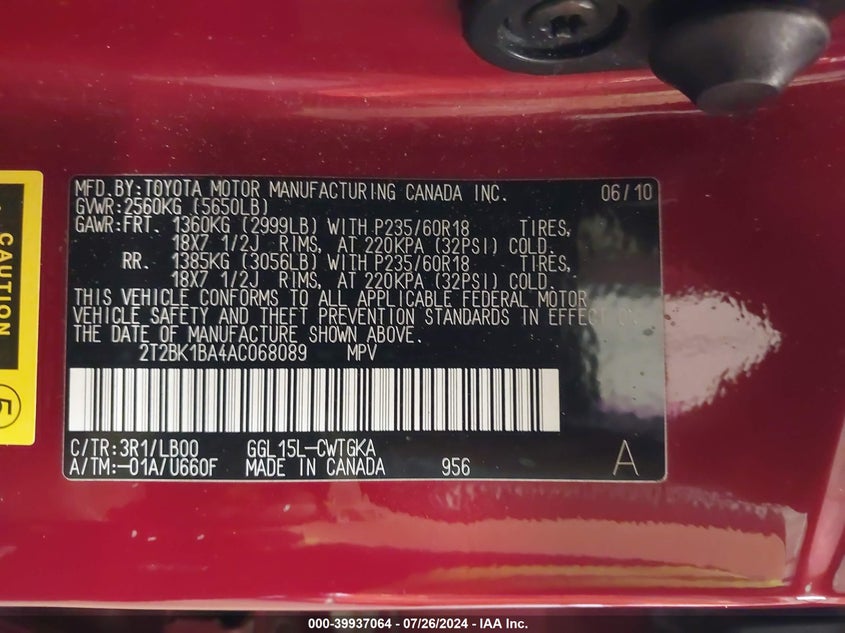 MFD.BY:TOYOTA MOTOR MANUFACTURING CANADA INC. 06/10
GVWR:2560KG (5650LB)
GAWR:FRT. 1360KG (2999LB) WITH P235/60R18 TIRES,
18X7 1/2J RIMS, AT 220KPA (32PSI) COLD.
RR. 1385KG (3056LB) WITH P235/60R18 TIRES,
18X7 1/2J RIMS, AT 220KPA (32PSI) COLD.
THIS VEHICLE CONFORMS TO ALL APPLICABLE FEDERAL MOTOR
VEHICLE SAFETY AND THEFT PREVENTION STANDARDS IN EFFECT ON
THE DATE OF MANUFACTURE SHOWN ABOVE.
2T2BK1BA4AC068089 MPV
C/TR:3R1/LB00 GGL15L-CWTGKA
A/TM:-01A/U660F MADE IN CANADA 956 A
CAUTION
5
000-39937064 / 07/26/2024 - IAA Inc.